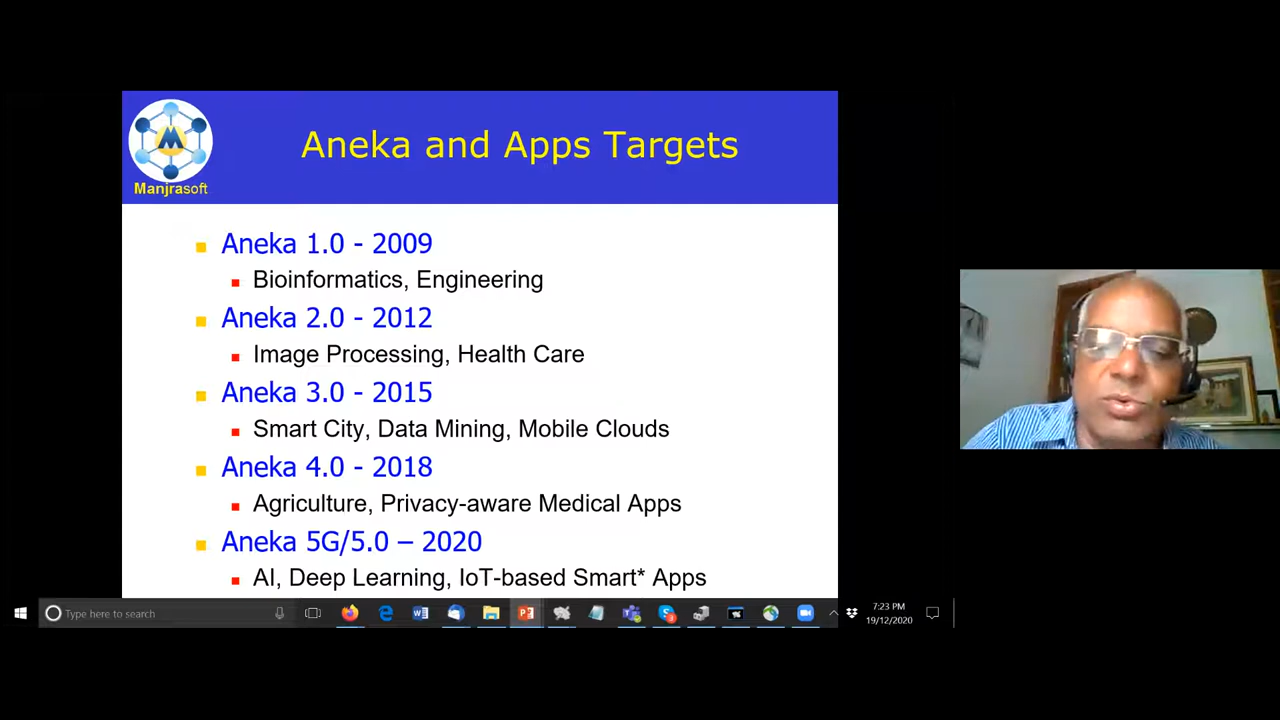 Aneka and Apps Targets
M
Manjrasoft
Aneka 1.0 - 2009
Bioinformatics, Engineering
Aneka 2.0 - 2012
Image Processing, Health Care
Aneka 3.0 - 2015
Smart City, Data Mining, Mobile Clouds
Aneka 4.0 - 2018
Agriculture, Privacy-aware Medical Apps
Aneka 5G/5.0 – 2020
AI, Deep Learning, IoT-based Smart* Apps
Type here to search
7:23 PM
19/12/2020